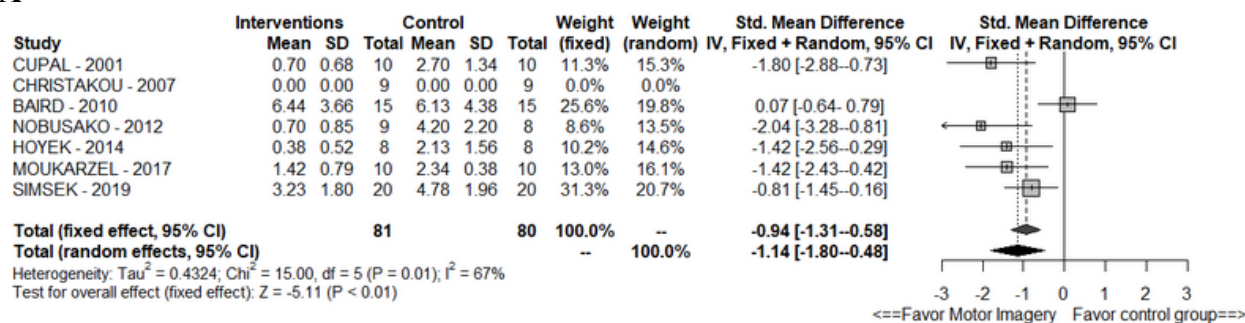 Interventions Control Weight Weight Std. Mean Difference Std. Mean Difference
Study Mean SD Total Mean SD Total (fixed) (random) IV, Fixed + Random, 95% CI IV, Fixed + Random, 95% CI
CUPAL - 2001 0.70 0.68 10 2.70 1.34 10 11.3% 15.3% -1.80 [-2.88--0.73]
CHRISTAKOU - 2007 0.00 0.00 9 0.00 0.00 9 0.0% 0.0%
BAIRD - 2010 6.44 3.66 15 6.13 4.38 15 25.6% 19.8% 0.07 [-0.64- 0.79]
NOBUSAKO - 2012 0.70 0.85 9 4.20 2.20 8 8.6% 13.5% -2.04 [-3.28--0.81]
HOYEK - 2014 0.38 0.52 8 2.13 1.56 8 10.2% 14.6% -1.42 [-2.56--0.29]
MOUKARZEL - 2017 1.42 0.79 10 2.34 0.38 10 13.0% 16.1% -1.42 [-2.43--0.42]
SIMSEK - 2019 3.23 1.80 20 4.78 1.96 20 31.3% 20.7% -0.81 [-1.45--0.16]
Total (fixed effect, 95% CI) 81 80 100.0% -- -0.94 [-1.31--0.58]
Total (random effects, 95% CI) -- 100.0% -1.14 [-1.80--0.48]
Heterogeneity: Tau² = 0.4324; Chi² = 15.00, df = 5 (P = 0.01); I² = 67%
Test for overall effect (fixed effect): Z = -5.11 (P < 0.01)
-3 -2 -1 0 1 2 3
<==Favor Motor Imagery Favor control group==>